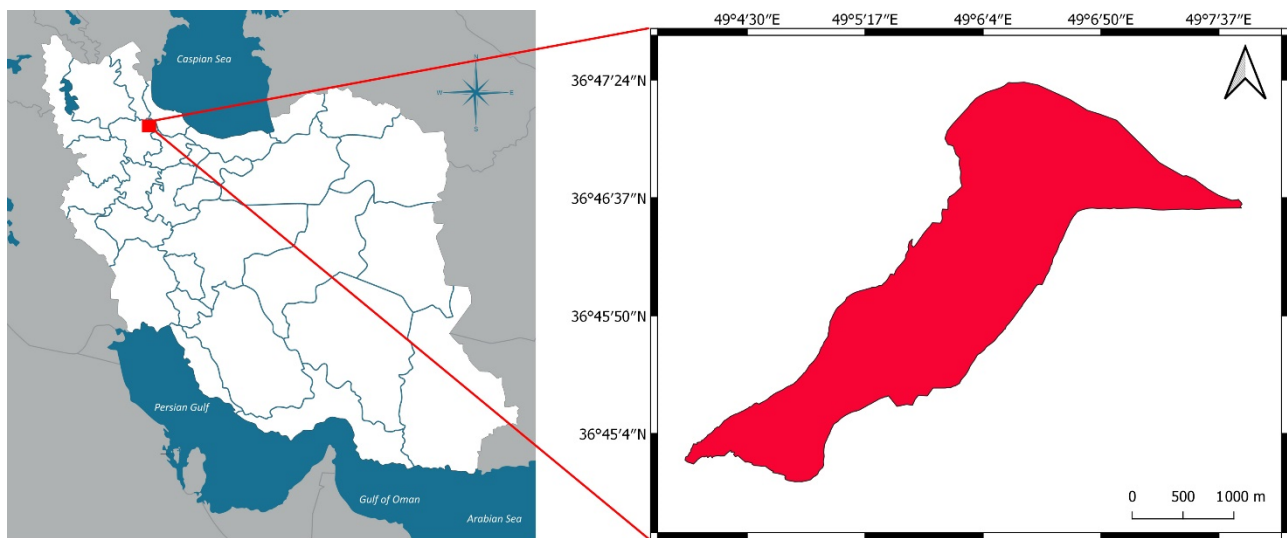 Caspian Sea
N
W
E
S
Persian Gulf
Gulf of Oman
Arabian Sea
49°4′30″E 49°5′17″E 49°6′4″E 49°6′50″E 49°7′37″E
36°47′24″N
36°46′37″N
36°45′50″N
36°45′4″N
0 500 1000 m